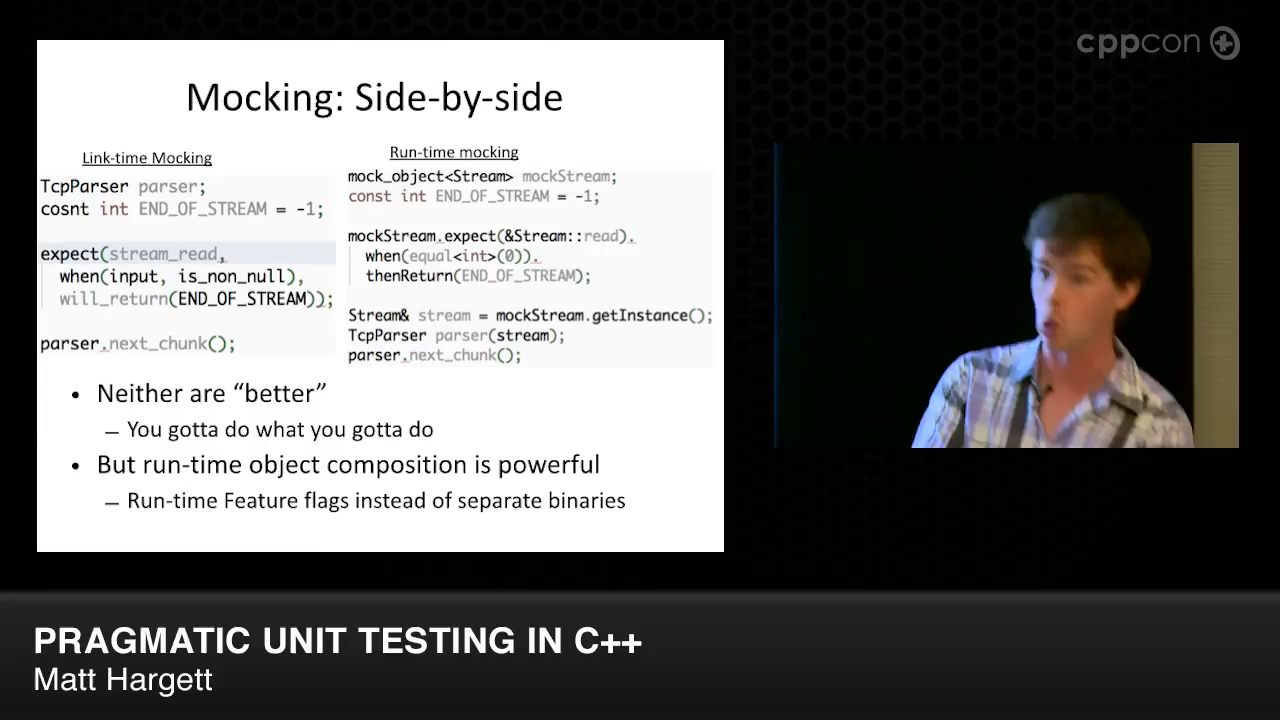 cppcon
Mocking: Side-by-side
Link-time Mocking
TcpParser parser;
cosnt int END_OF_STREAM = -1;
expect(stream_read,
when(input, is_non_null),
will_return(END_OF_STREAM));
parser.next_chunk();
Run-time mocking
mock_object<Stream> mockStream;
const int END_OF_STREAM = -1;
mockStream.expect(&Stream::read).
when(equal<int>(0)).
thenReturn(END_OF_STREAM);
Stream& stream = mockStream.getInstance();
TcpParser parser(stream);
parser.next_chunk();
• Neither are “better”
– You gotta do what you gotta do
• But run-time object composition is powerful
– Run-time Feature flags instead of separate binaries
PRAGMATIC UNIT TESTING IN C++
Matt Hargett